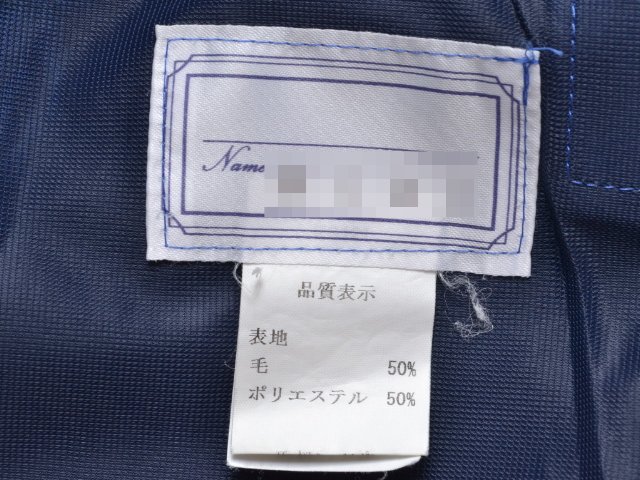 Name
品質表示
表地
毛 50%
ポリエステル 50%